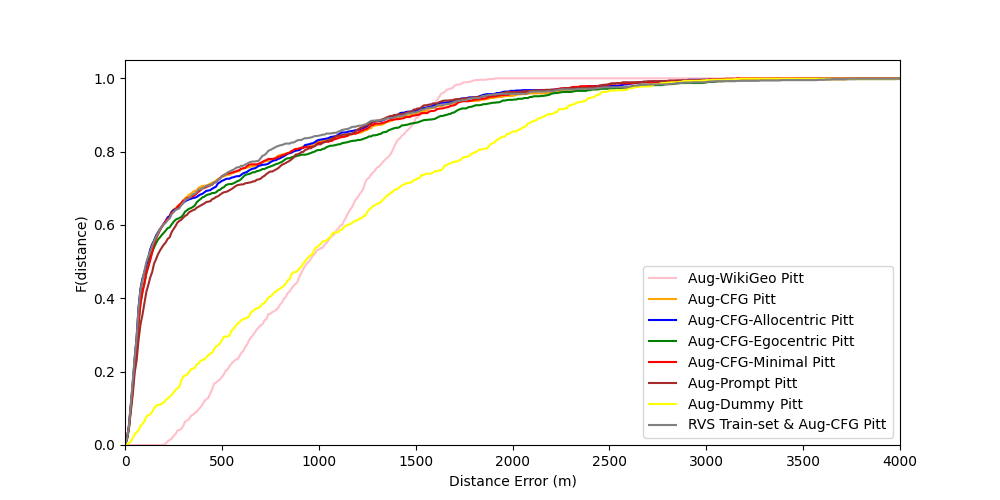 1.0
0.8
0.6
0.4
0.2
0.0
F(distance)
0
500
1000
1500
2000
2500
3000
3500
4000
Distance Error (m)
Aug-WikiGeo Pitt
Aug-CFG Pitt
Aug-CFG-Allocentric Pitt
Aug-CFG-Egocentric Pitt
Aug-CFG-Minimal Pitt
Aug-Prompt Pitt
Aug-Dummy Pitt
RVS Train-set & Aug-CFG Pitt